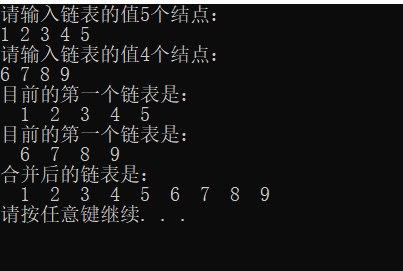 请输入链表的值5个结点:
1 2 3 4 5
请输入链表的值4个结点:
6 7 8 9
目前的第一个链表是:
1 2 3 4 5
目前的第一个链表是:
6 7 8 9
合并后的链表是:
1 2 3 4 5 6 7 8 9
请按任意键继续. . .